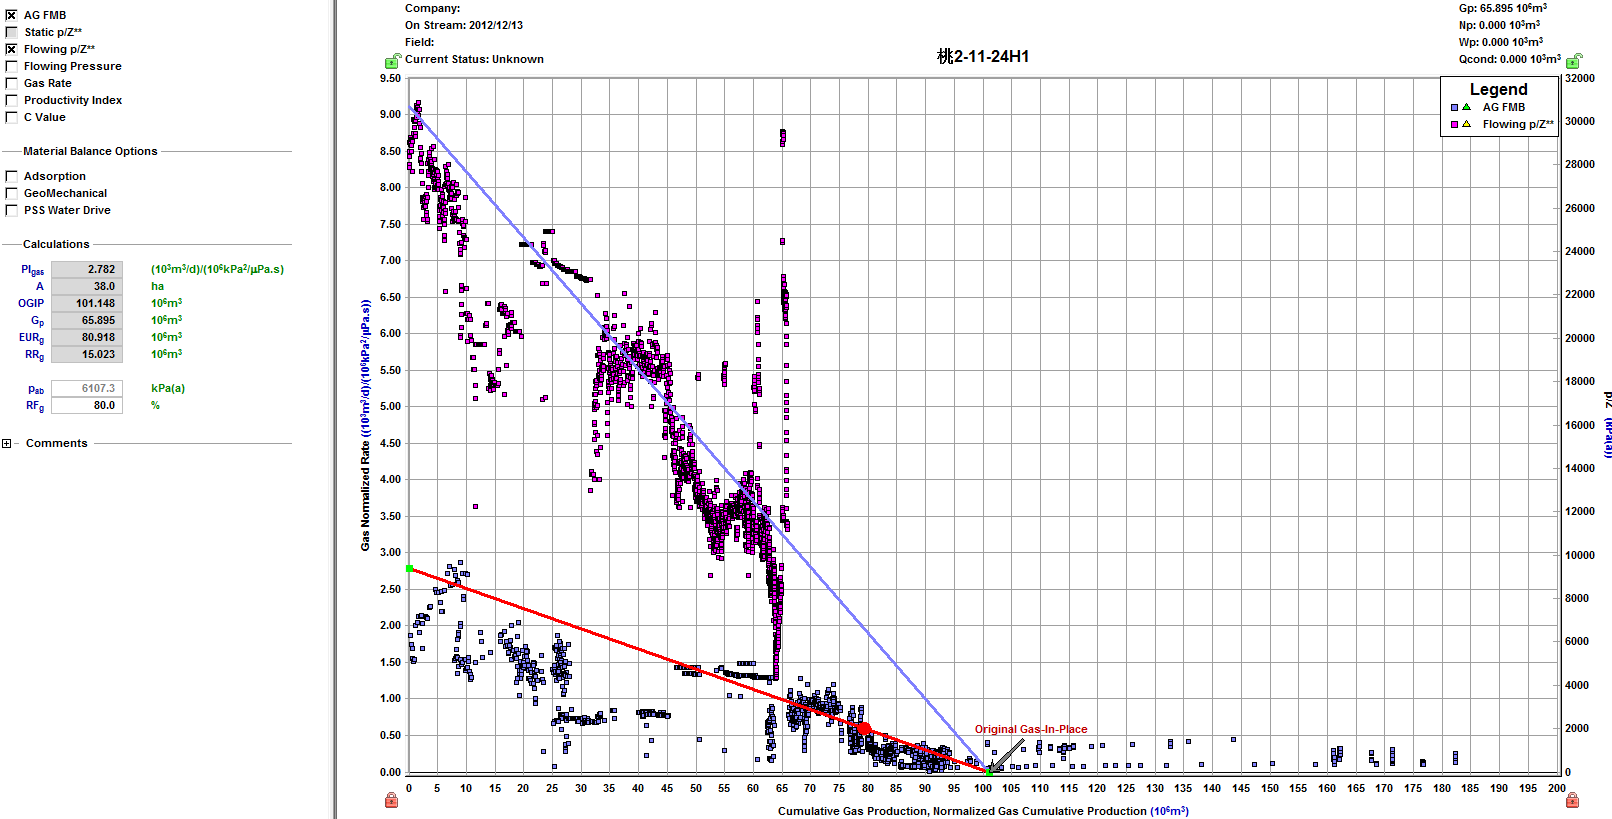 AG FMB
Static p/Z**
Flowing p/Z**
Flowing Pressure
Gas Rate
Productivity Index
C Value
Material Balance Options
Adsorption
GeoMechanical
PSS Water Drive
Calculations
PIgas 2.782 (10³m³/d)/(10⁶kPa²/µPa.s)
A 38.0 ha
OGIP 101.148 10⁶m³
Gp 65.895 10⁶m³
EURg 80.918 10⁶m³
RRg 15.023 10⁶m³
pab 6107.3 kPa(a)
RFg 80.0 %
Comments
Company:
On Stream: 2012/12/13
Field:
Current Status: Unknown
桃2-11-24H1
Gp: 65.895 10⁶m³
Np: 0.000 10³m³
Wp: 0.000 10³m³
Qcond: 0.000 10³m³
Legend
AG FMB
Flowing p/Z**
9.50
9.00
8.50
8.00
7.50
7.00
6.50
6.00
5.50
5.00
4.50
4.00
3.50
3.00
2.50
2.00
1.50
1.00
0.50
0.00
Gas Normalized Rate ((10³m³/d)/(10⁶kPa²/µPa.s))
32000
30000
28000
26000
24000
22000
20000
18000
16000
14000
12000
10000
8000
6000
4000
2000
0
p/Z (kPa(a))
Original Gas-In-Place
0 5 10 15 20 25 30 35 40 45 50 55 60 65 70 75 80 85 90 95 100 105 110 115 120 125 130 135 140 145 150 155 160 165 170 175 180 185 190 195 200
Cumulative Gas Production, Normalized Gas Cumulative Production (10⁶m³)